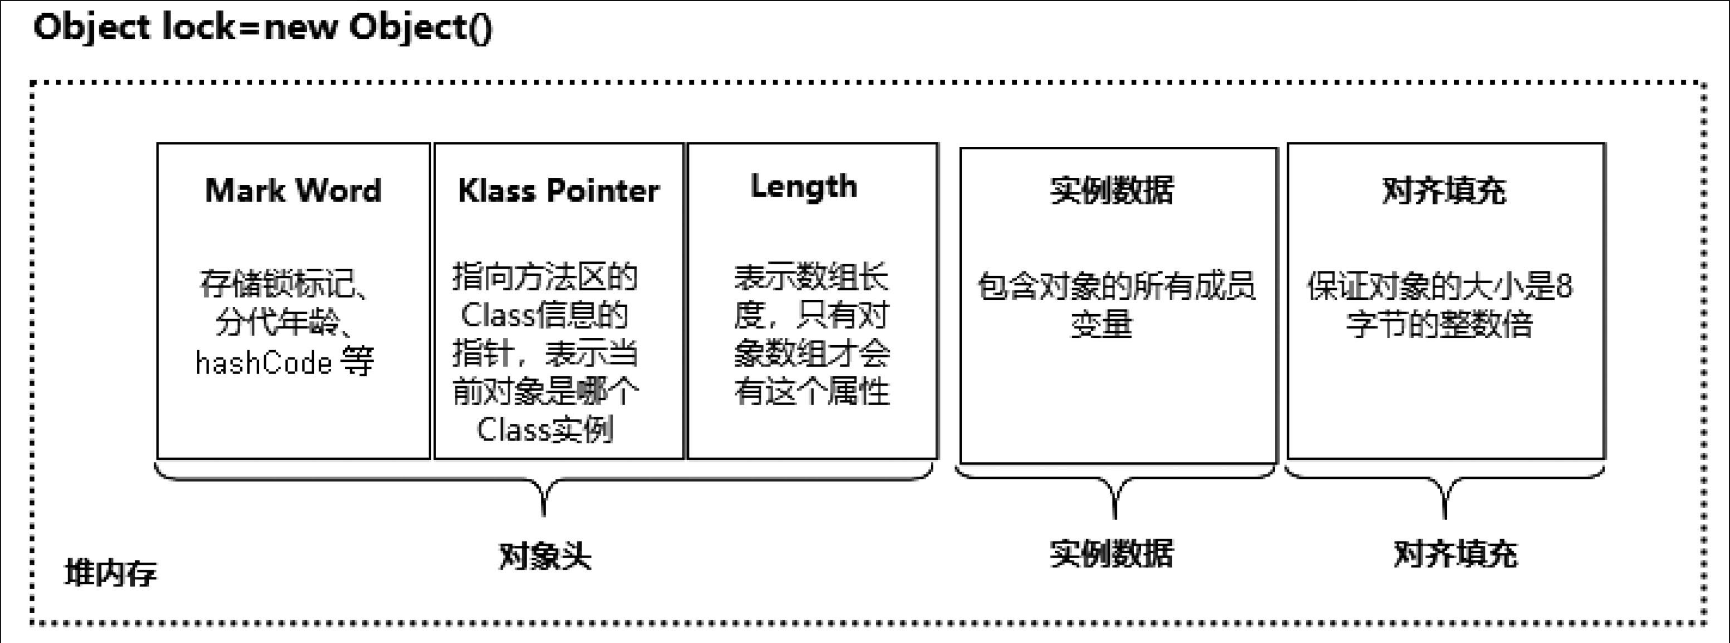 Object lock=new Object()
Mark Word
存储锁标记、
分代年龄、
hashCode 等
Klass Pointer
指向方法区的
Class信息的
指针，表示当
前对象是哪个
Class实例
Length
表示数组长
度，只有对
象数组才会
有这个属性
实例数据
包含对象的所有成员
变量
对齐填充
保证对象的大小是8
字节的整数倍
对象头
实例数据
对齐填充
堆内存